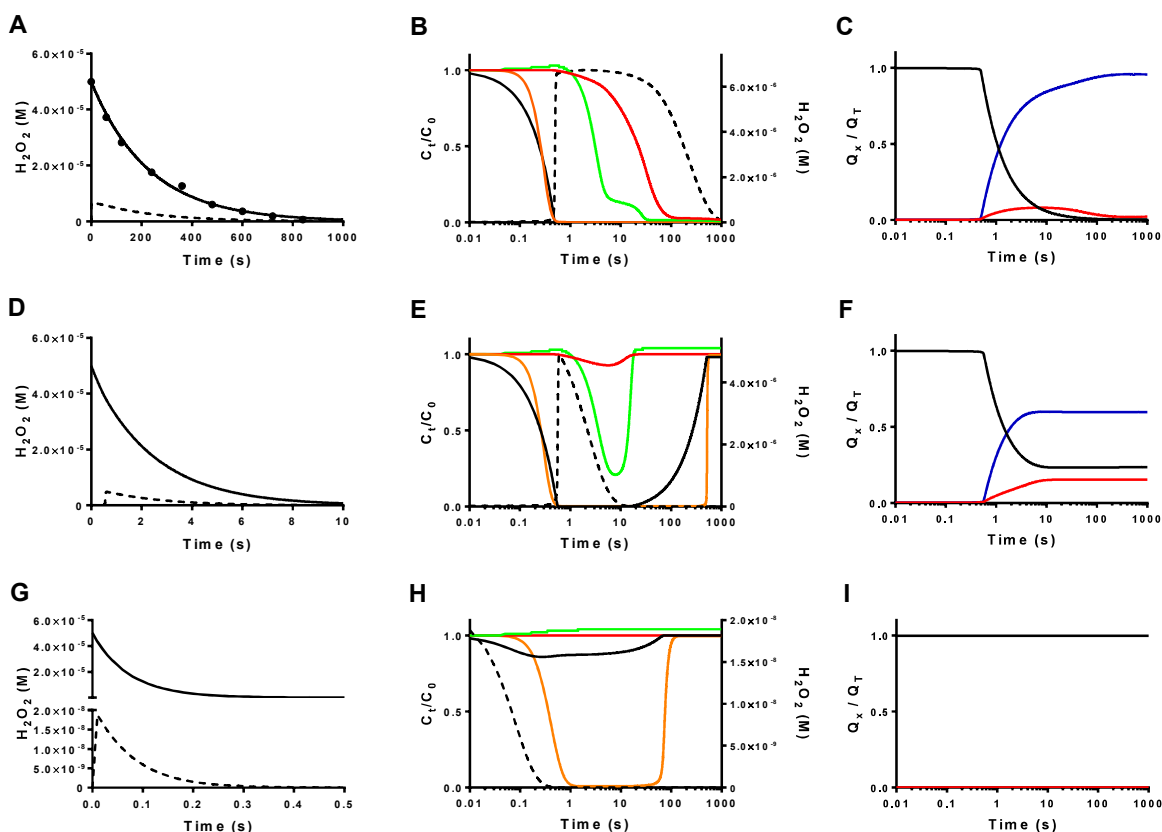 A
B
C
6.0×10⁻⁵
4.0×10⁻⁵
2.0×10⁻⁵
0
H₂O₂ (M)
0 200 400 600 800 1000
Time (s)
1.0
0.5
0.0
Cₜ/C₀
6.0×10⁻⁶
4.0×10⁻⁶
2.0×10⁻⁶
0
H₂O₂ (M)
0.01 0.1 1 10 100 1000
Time (s)
1.0
0.5
0.0
Qₓ / Q_T
0.01 0.1 1 10 100 1000
Time (s)
D
E
F
6.0×10⁻⁵
4.0×10⁻⁵
2.0×10⁻⁵
0
H₂O₂ (M)
0 2 4 6 8 10
Time (s)
1.0
0.5
0.0
Cₜ/C₀
4.0×10⁻⁶
2.0×10⁻⁶
0
H₂O₂ (M)
0.01 0.1 1 10 100 1000
Time (s)
1.0
0.5
0.0
Qₓ / Q_T
0.01 0.1 1 10 100 1000
Time (s)
G
H
I
6.0×10⁻⁵
4.0×10⁻⁵
2.0×10⁻⁵
2.0×10⁻⁸
1.5×10⁻⁸
1.0×10⁻⁸
5.0×10⁻⁹
0
H₂O₂ (M)
0.0 0.1 0.2 0.3 0.4 0.5
Time (s)
1.0
0.5
0.0
Cₜ/C₀
2.0×10⁻⁸
1.5×10⁻⁸
1.0×10⁻⁸
5.0×10⁻⁹
0
H₂O₂ (M)
0.01 0.1 1 10 100 1000
Time (s)
1.0
0.5
0.0
Qₓ / Q_T
0.01 0.1 1 10 100 1000
Time (s)